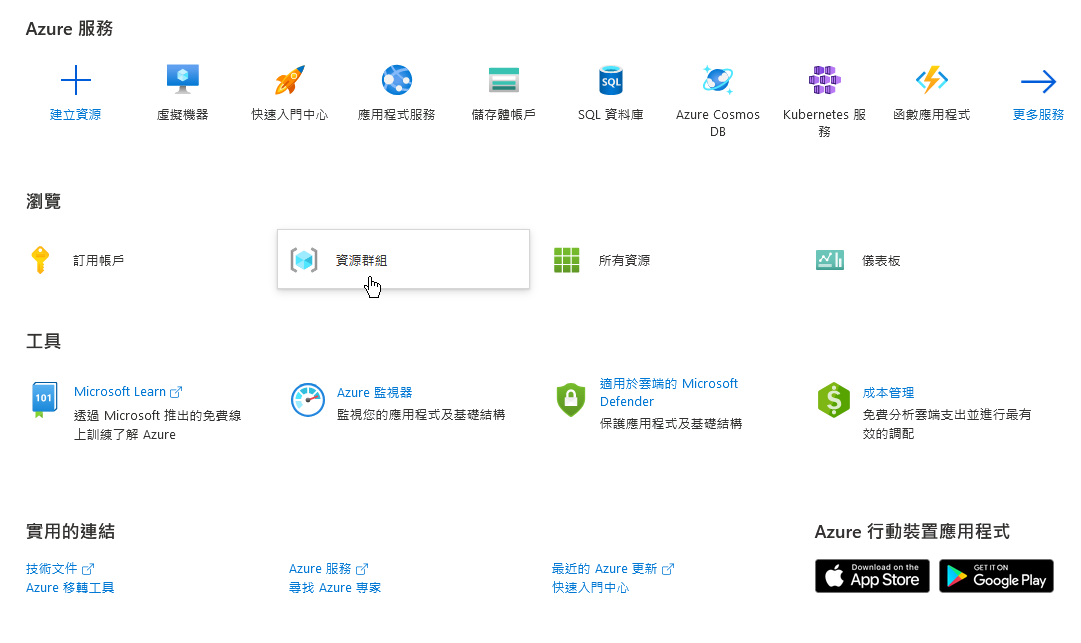 Azure 服務
建立資源
虛擬機器
快速入門中心
應用程式服務
儲存體帳戶
SQL
SQL 資料庫
Azure Cosmos
DB
Kubernetes 服
務
函數應用程式
更多服務
瀏覽
訂用帳戶
資源群組
所有資源
儀表板
工具
101
Microsoft Learn
透過 Microsoft 推出的免費線
上訓練了解 Azure
Azure 監視器
監視您的應用程式及基礎結構
適用於雲端的 Microsoft
Defender
保護應用程式及基礎結構
$
成本管理
免費分析雲端支出並進行最有
效的調配
實用的連結
技術文件
Azure 移轉工具
Azure 服務
尋找 Azure 專家
最近的 Azure 更新
快速入門中心
Azure 行動裝置應用程式
Download on the
App Store
GET IT ON
Google Play